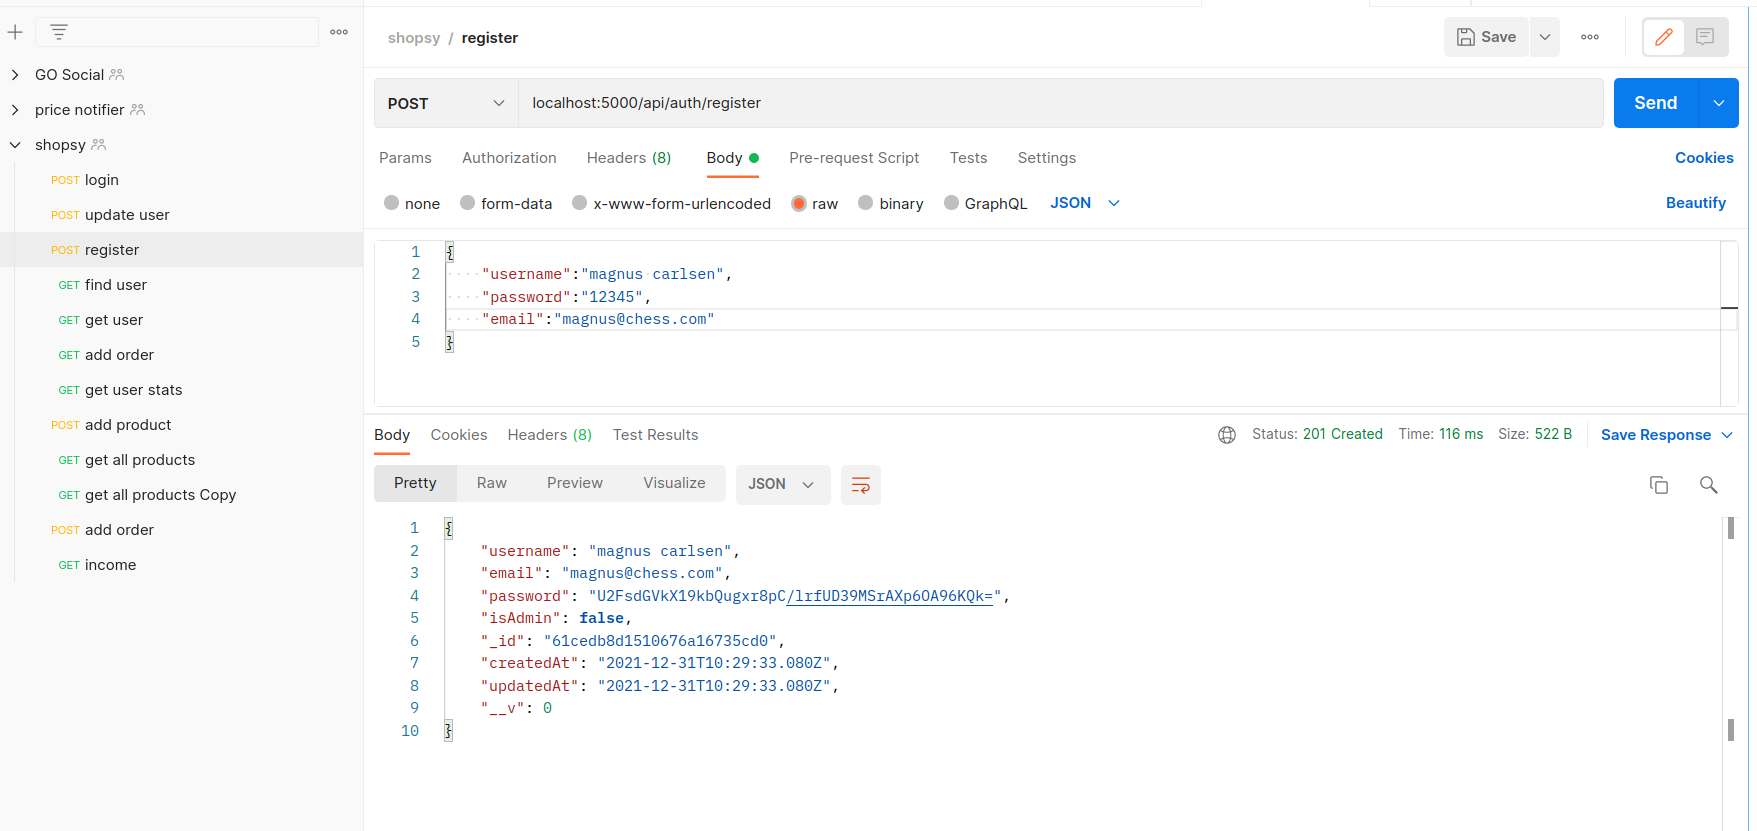 GO Social
price notifier
shopsy
POST login
POST update user
POST register
GET find user
GET get user
GET add order
GET get user stats
POST add product
GET get all products
GET get all products Copy
POST add order
GET income
shopsy / register
Save
POST
localhost:5000/api/auth/register
Send
Params Authorization Headers (8) Body Pre-request Script Tests Settings Cookies
none form-data x-www-form-urlencoded raw binary GraphQL JSON Beautify
1 {
2 "username":"magnus carlsen",
3 "password":"12345",
4 "email":"magnus@chess.com"
5 }
Body Cookies Headers (8) Test Results Status: 201 Created Time: 116 ms Size: 522 B Save Response
Pretty Raw Preview Visualize JSON
1 {
2 "username": "magnus carlsen",
3 "email": "magnus@chess.com",
4 "password": "U2FsdGVkX19kbQugxr8pC/lrfUD39MSrAXp6OA96KQk=",
5 "isAdmin": false,
6 "_id": "61cedb8d1510676a16735cd0",
7 "createdAt": "2021-12-31T10:29:33.080Z",
8 "updatedAt": "2021-12-31T10:29:33.080Z",
9 "__v": 0
10 }